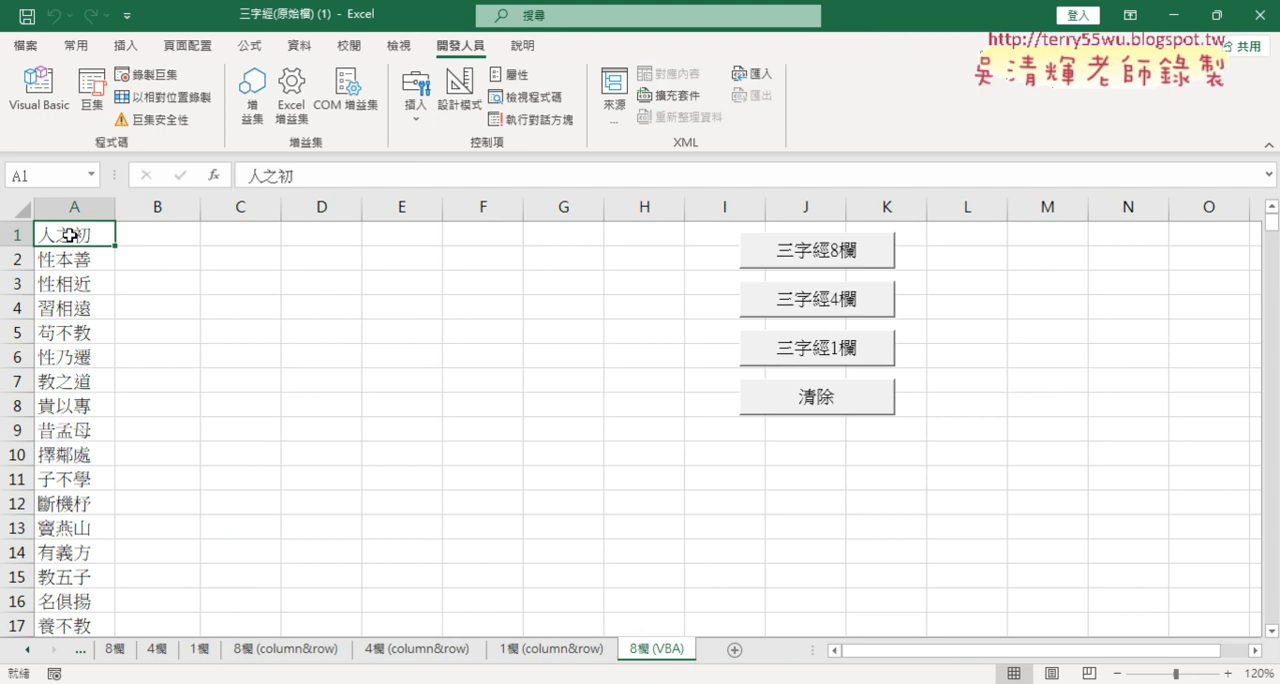 三字經(原始檔) (1) - Excel
搜尋
登入
檔案 常用 插入 頁面配置 公式 資料 校閱 檢視 開發人員 說明
共用
http://terry55wu.blogspot.tw
吳清輝老師錄製
Visual Basic
巨集
錄製巨集
以相對位置錄製
巨集安全性
增益集
Excel 增益集
COM 增益集
插入
設計模式
屬性
檢視程式碼
執行對話方塊
來源
...
對應內容
擴充套件
重新整理資料
匯入
匯出
程式碼 增益集 控制項 XML
A1 fx 人之初
A B C D E F G H I J K L M N O
1 人之初
2 性本善
3 性相近
4 習相遠
5 苟不教
6 性乃遷
7 教之道
8 貴以專
9 昔孟母
10 擇鄰處
11 子不學
12 斷機杼
13 竇燕山
14 有義方
15 教五子
16 名俱揚
17 養不教
三字經8欄
三字經4欄
三字經1欄
清除
... 8欄 4欄 1欄 8欄 (column&row) 4欄 (column&row) 1欄 (column&row) 8欄 (VBA)
就緒
120%